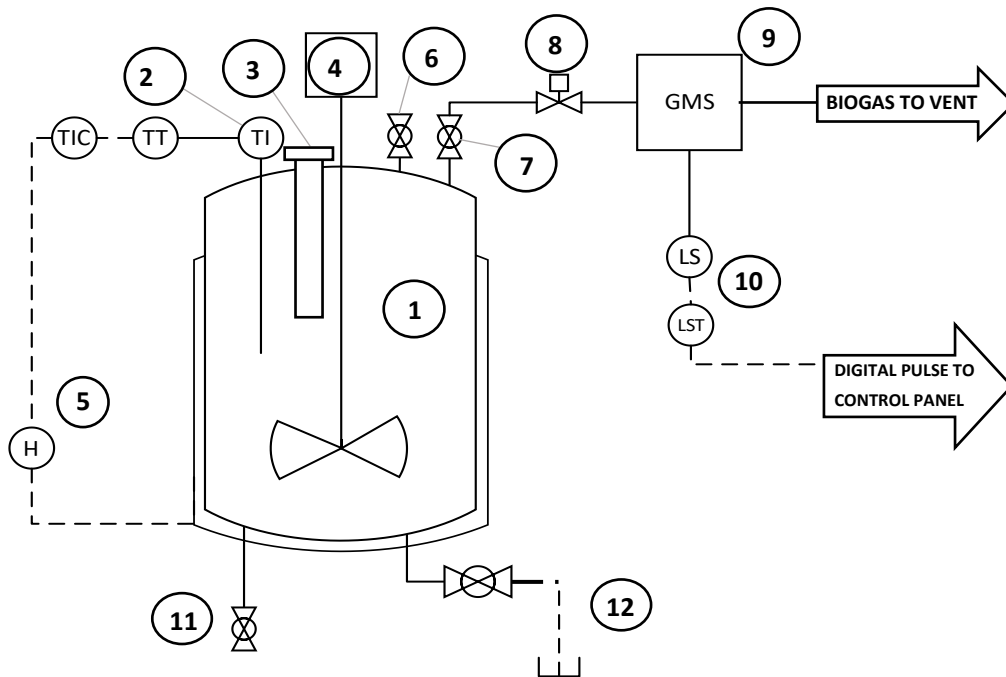 8
9
3
4
6
2
GMS
BIOGAS TO VENT
TIC
TT
TI
7
LS
10
1
LST
DIGITAL PULSE TO
CONTROL PANEL
5
H
11
12